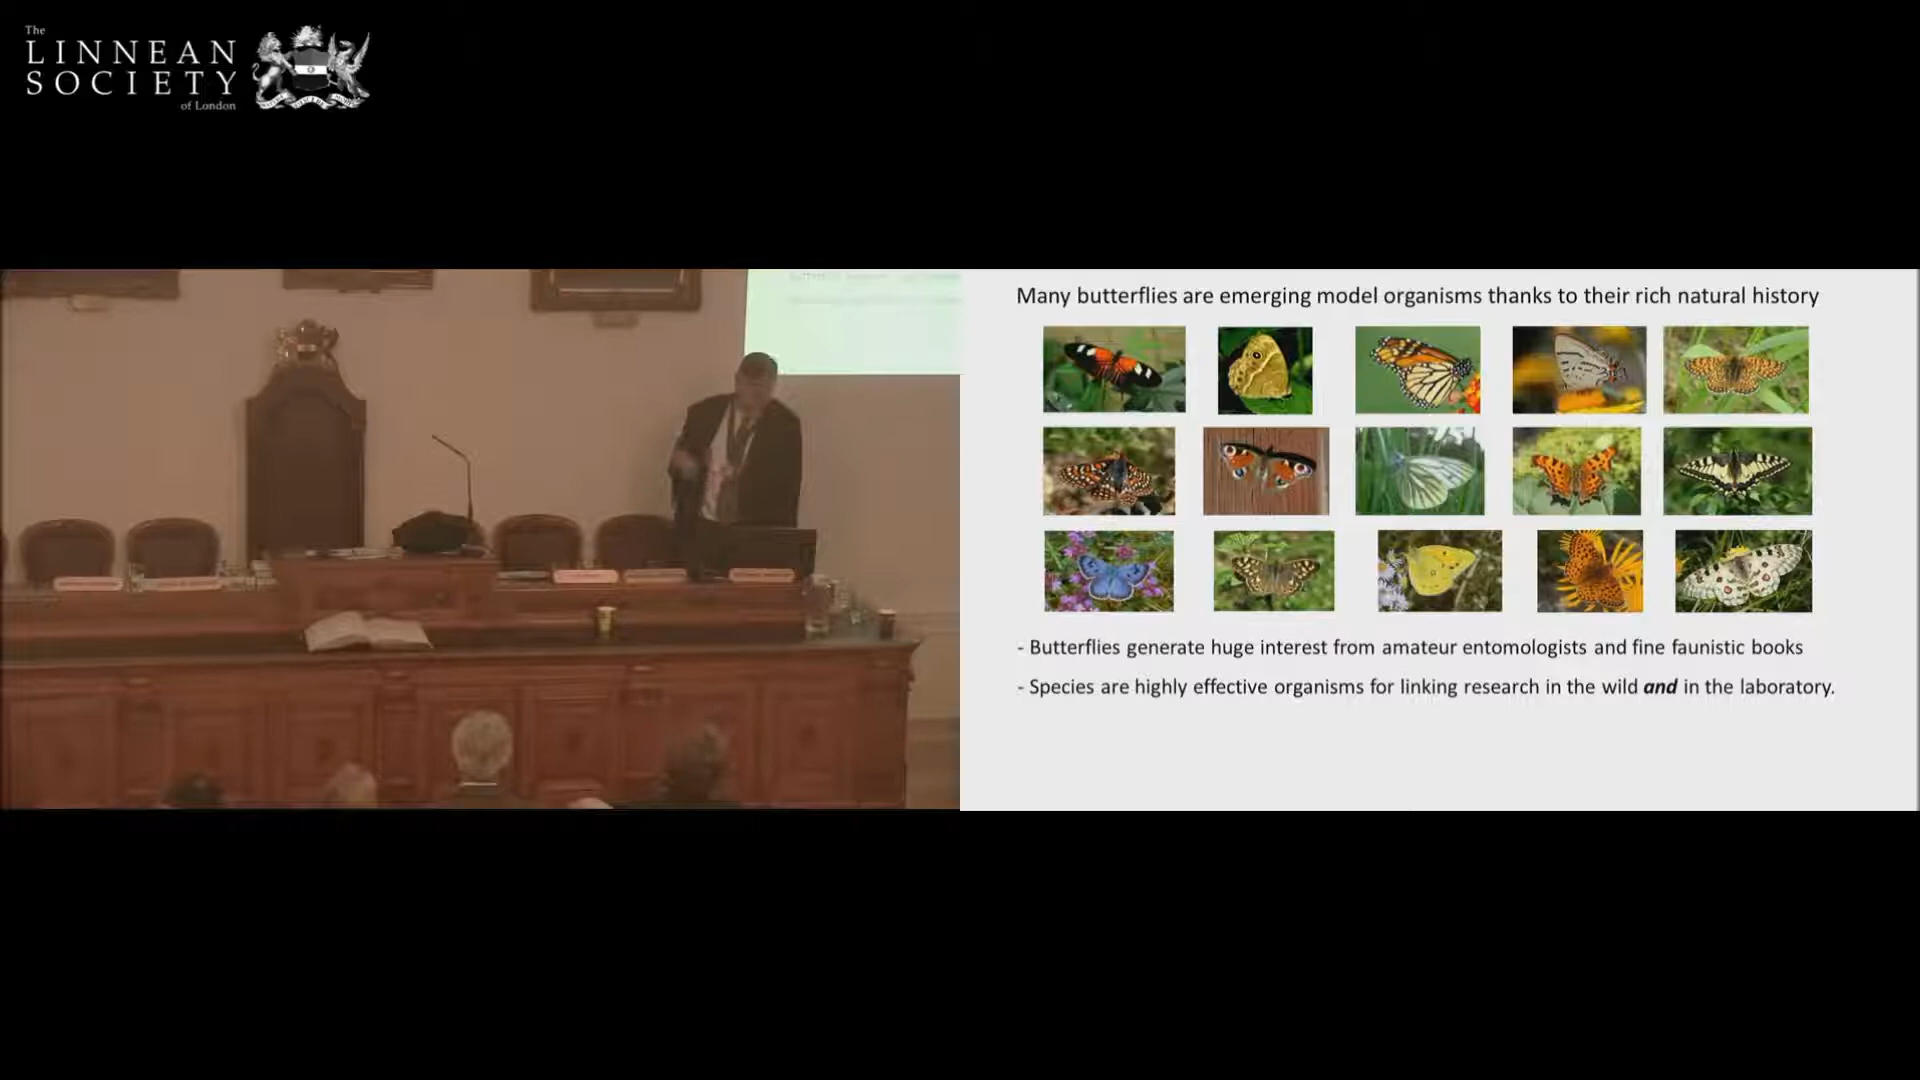 The
LINNEAN
SOCIETY
of London
Many butterflies are emerging model organisms thanks to their rich natural history
- Butterflies generate huge interest from amateur entomologists and fine faunistic books
- Species are highly effective organisms for linking research in the wild and in the laboratory.